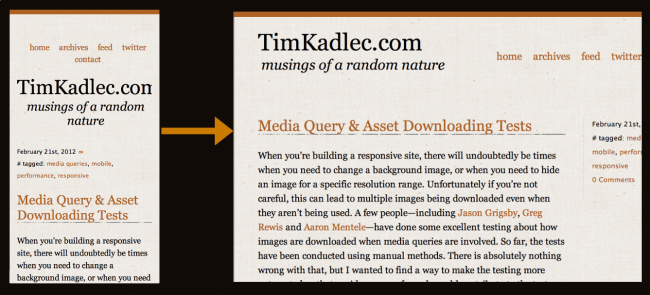 home archives feed twitter
contact
TimKadlec.com
musings of a random
nature
February 21st, 2012 ∞
# tagged: media queries, mobile,
performance, responsive
Media Query & Asset
Downloading Tests
When you're building a responsive
site, there will undoubtedly be times
when you need to change a
background image, or when you need
TimKadlec.com
musings of a random nature
home archives feed twitter
Media Query & Asset Downloading Tests
When you're building a responsive site, there will undoubtedly be times
when you need to change a background image, or when you need to hide
an image for a specific resolution range. Unfortunately if you're not
careful, this can lead to multiple images being downloaded even when
they aren't being used. A few people—including Jason Grigsby, Greg
Rewis and Aaron Mentele—have done some excellent testing about how
images are downloaded when media queries are involved. So far, the tests
have been conducted using manual methods. There is absolutely nothing
wrong with that, but I wanted to find a way to make the testing more
February 21st,
# tagged: med
mobile, perfor
responsive
0 Comments